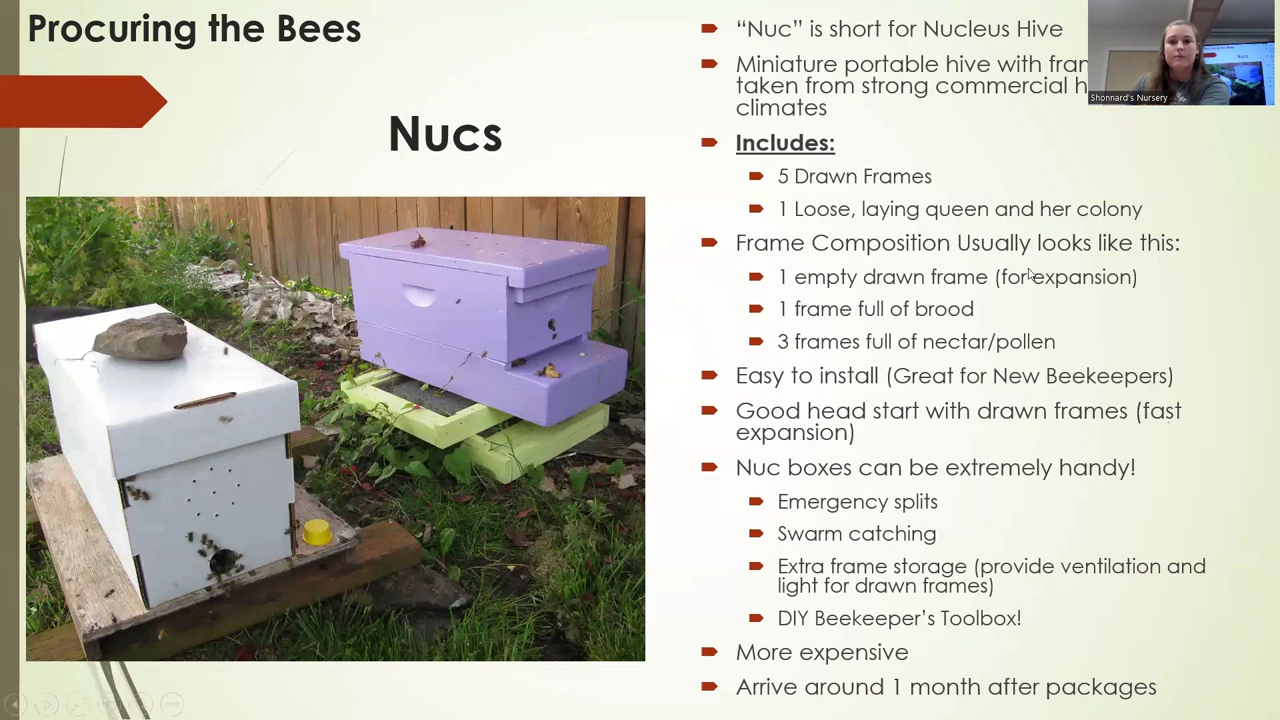 Procuring the Bees
Nucs
“Nuc” is short for Nucleus Hive
Miniature portable hive with
taken from strong commercial
climates
Includes:
5 Drawn Frames
1 Loose, laying queen and her colony
Frame Composition Usually looks like this:
1 empty drawn frame (for expansion)
1 frame full of brood
3 frames full of nectar/pollen
Easy to install (Great for New Beekeepers)
Good head start with drawn frames (fast
expansion)
Nuc boxes can be extremely handy!
Emergency splits
Swarm catching
Extra frame storage (provide ventilation and
light for drawn frames)
DIY Beekeeper’s Toolbox!
More expensive
Arrive around 1 month after packages
Shonnard's Nursery